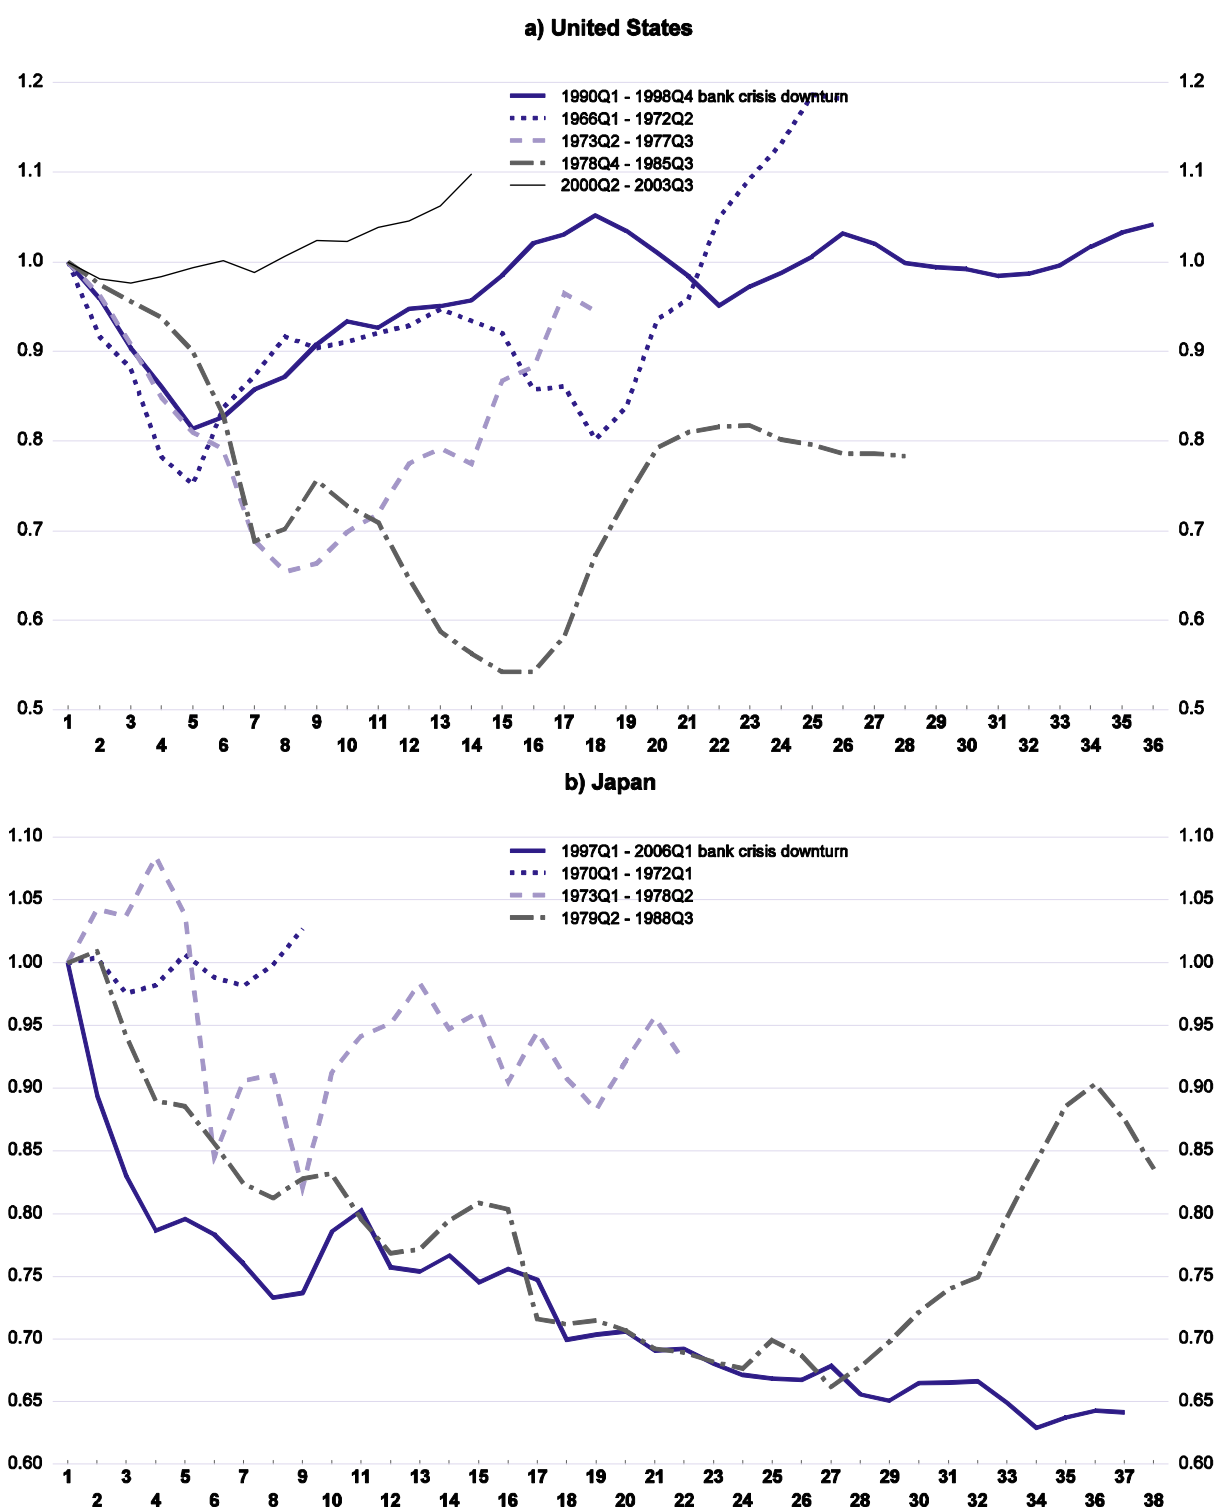 a) United States
1.2 1.2
1990Q1 - 1998Q4 bank crisis downturn
1966Q1 - 1972Q2
1973Q2 - 1977Q3
1978Q4 - 1985Q3
2000Q2 - 2003Q3
1.1 1.1
1.0 1.0
0.9 0.9
0.8 0.8
0.7 0.7
0.6 0.6
0.5 0.5
1 3 5 7 9 11 13 15 17 19 21 23 25 27 29 31 33 35
2 4 6 8 10 12 14 16 18 20 22 24 26 28 30 32 34 36
b) Japan
1.10 1.10
1997Q1 - 2006Q1 bank crisis downturn
1970Q1 - 1972Q1
1973Q1 - 1978Q2
1979Q2 - 1988Q3
1.05 1.05
1.00 1.00
0.95 0.95
0.90 0.90
0.85 0.85
0.80 0.80
0.75 0.75
0.70 0.70
0.65 0.65
0.60 0.60
1 3 5 7 9 11 13 15 17 19 21 23 25 27 29 31 33 35 37
2 4 6 8 10 12 14 16 18 20 22 24 26 28 30 32 34 36 38